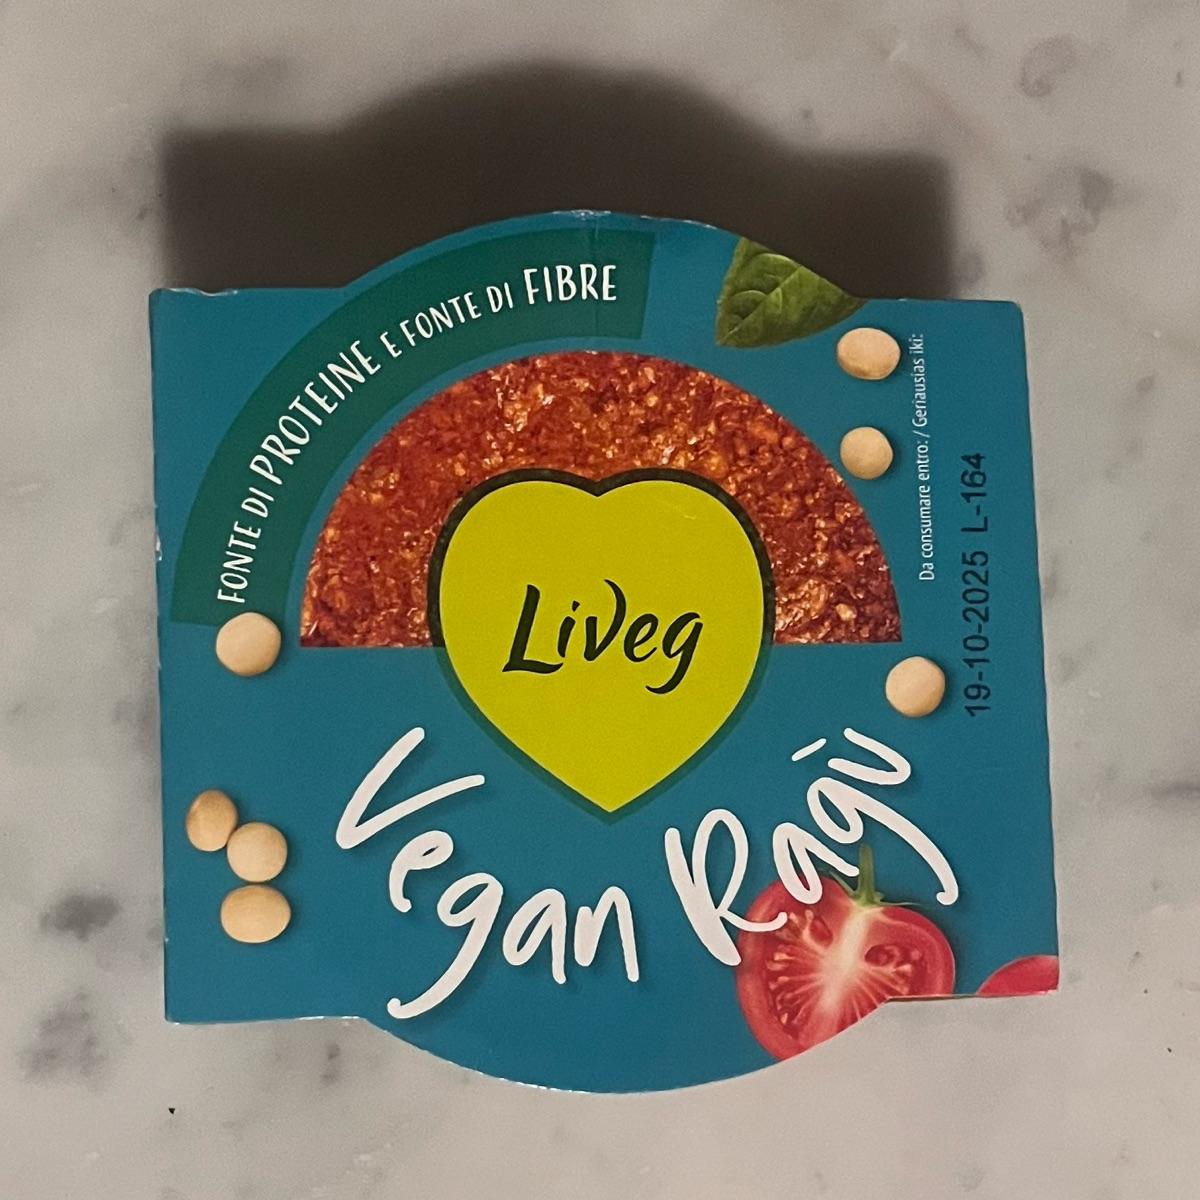 FONTE DI PROTEINE E FONTE DI FIBRE
Da consumare entro: / Geriausias iki:
19-10-2025 L-164
Liveg
Vegan Ragù